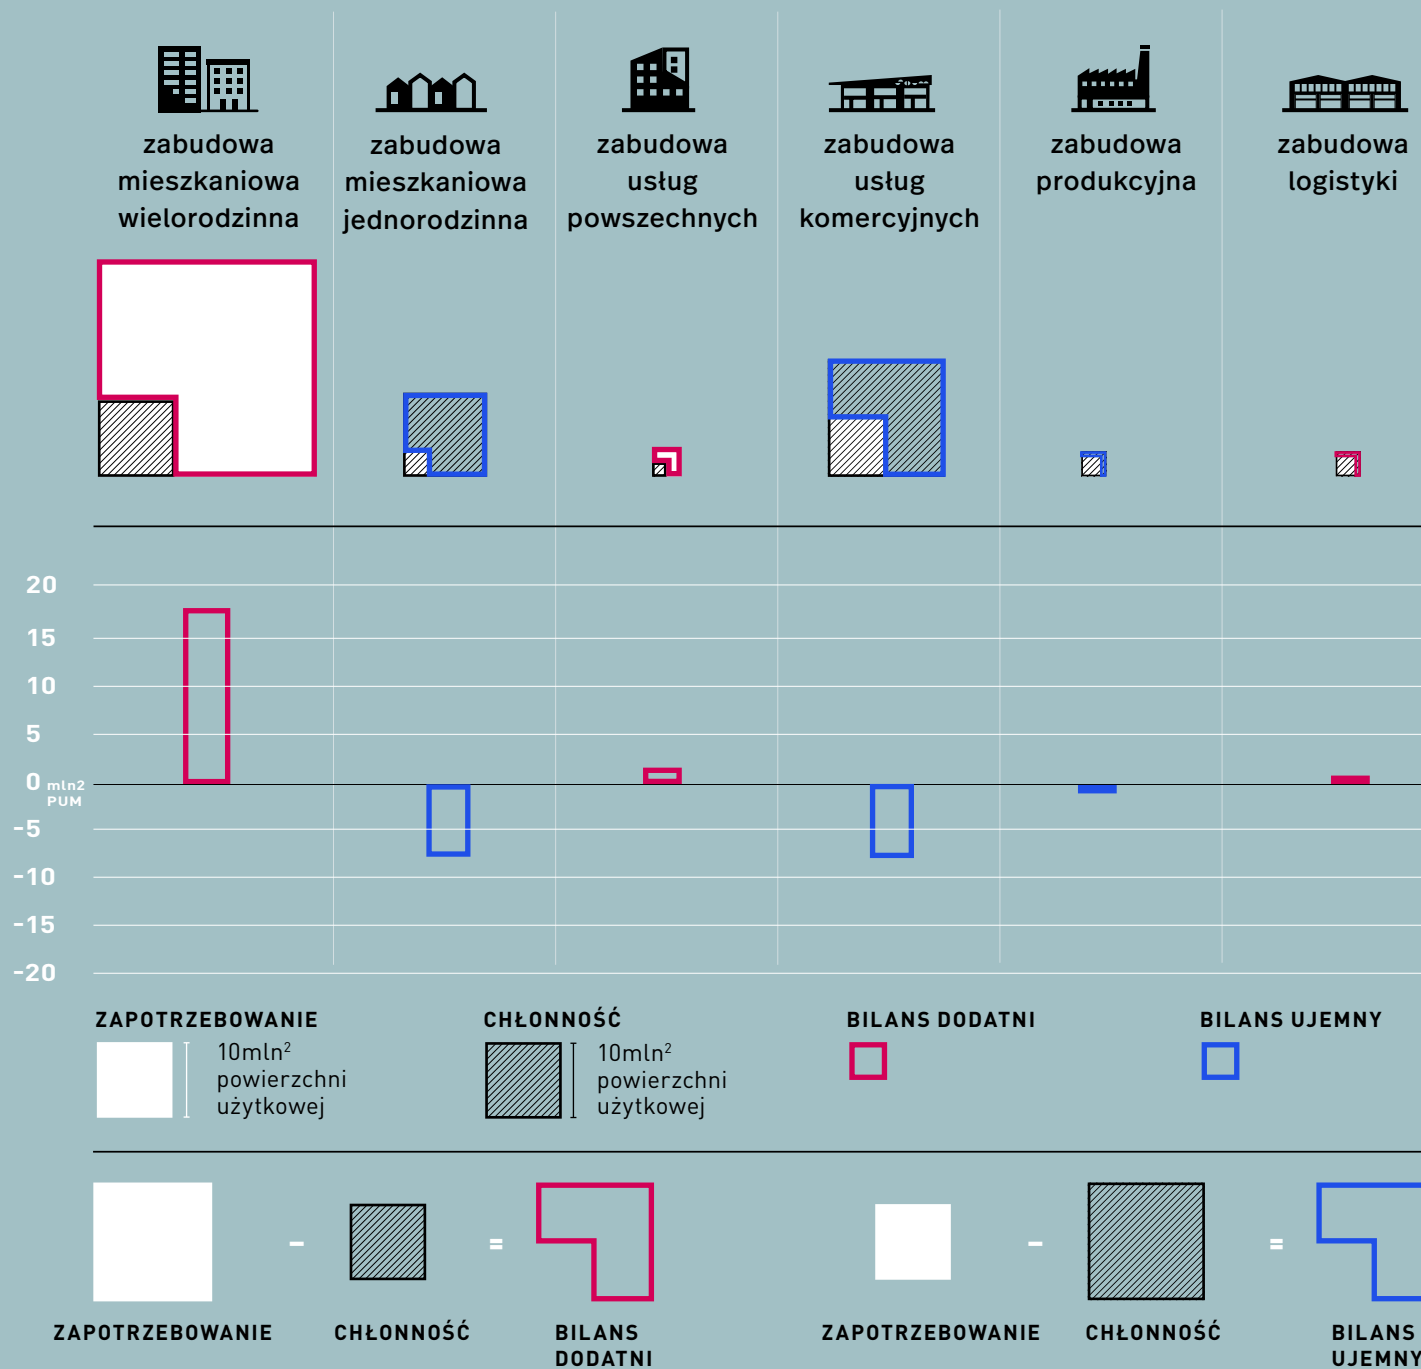 zabudowa
mieszkaniowa
wielorodzinna
zabudowa
mieszkaniowa
jednorodzinna
zabudowa
usług
powszechnych
zabudowa
usług
komercyjnych
zabudowa
produkcyjna
zabudowa
logistyki
20
15
10
5
0 mln2
PUM
-5
-10
-15
-20
ZAPOTRZEBOWANIE
10mln²
powierzchni
użytkowej
CHŁONNOŚĆ
10mln²
powierzchni
użytkowej
BILANS DODATNI
BILANS UJEMNY
- =
ZAPOTRZEBOWANIE
CHŁONNOŚĆ
BILANS
DODATNI
- =
ZAPOTRZEBOWANIE
CHŁONNOŚĆ
BILANS
UJEMNY